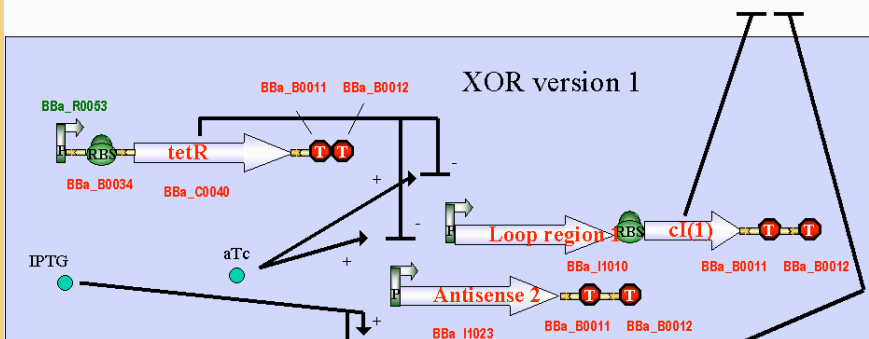 XOR version 1
BBa_R0053
BBa_B0011
BBa_B0012
P
RBS
tetR
T
T
BBa_B0034
BBa_C0040
-
+
-
+
P
Loop region 1
RBS
cI(1)
T
T
BBa_I1010
BBa_B0011
BBa_B0012
IPTG
aTc
P
Antisense 2
T
T
+
BBa_I1023
BBa_B0011
BBa_B0012